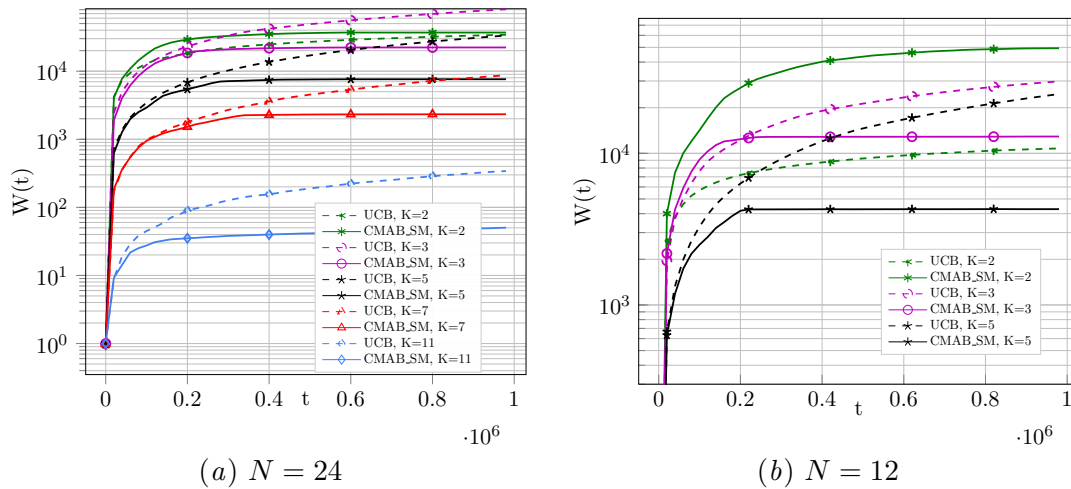 10^4
10^3
10^2
10^1
10^0
W(t)
UCB, K=2
CMAB_SM, K=2
UCB, K=3
CMAB_SM, K=3
UCB, K=5
CMAB_SM, K=5
UCB, K=7
CMAB_SM, K=7
UCB, K=11
CMAB_SM, K=11
0 0.2 0.4 0.6 0.8 1
t
·10^6
(a) N = 24
10^4
10^3
W(t)
UCB, K=2
CMAB_SM, K=2
UCB, K=3
CMAB_SM, K=3
UCB, K=5
CMAB_SM, K=5
0 0.2 0.4 0.6 0.8 1
t
·10^6
(b) N = 12